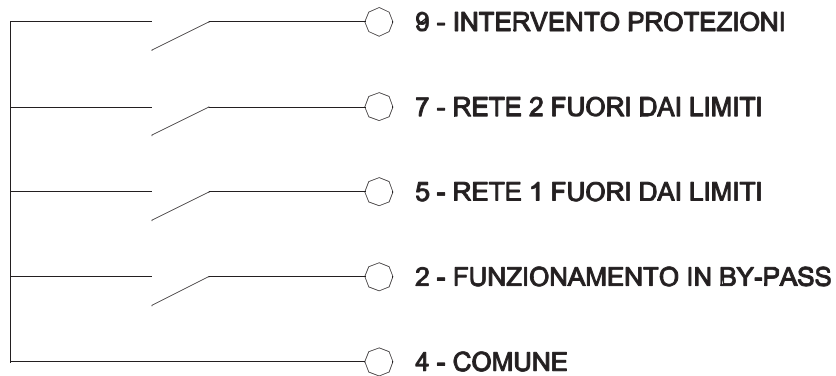 9 - INTERVENTO PROTEZIONI
7 - RETE 2 FUORI DAI LIMITI
5 - RETE 1 FUORI DAI LIMITI
2 - FUNZIONAMENTO IN BY-PASS
4 - COMUNE